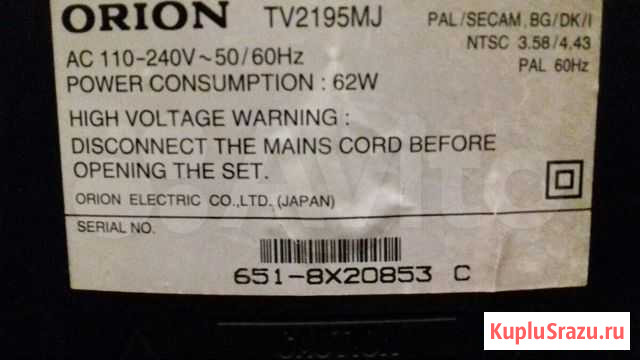 ORION TV2195MJ PAL/SECAM, BG/DK/I
NTSC 3.58/4.43
AC 110-240V~50/60Hz PAL 60Hz
POWER CONSUMPTION : 62W
HIGH VOLTAGE WARNING :
DISCONNECT THE MAINS CORD BEFORE
OPENING THE SET.
ORION ELECTRIC CO.,LTD. (JAPAN)
SERIAL NO.
651-8X20853 C
CAUTION
Avito
KupluSrazu.ru